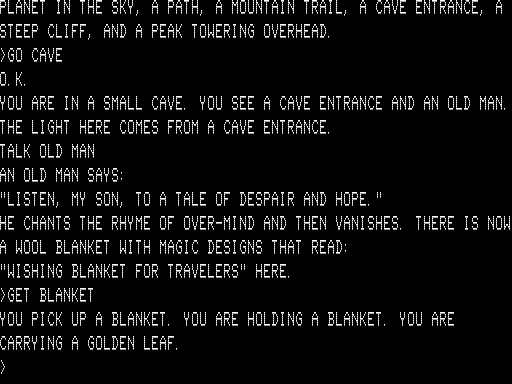 PLANET IN THE SKY, A PATH, A MOUNTAIN TRAIL, A CAVE ENTRANCE, A
STEEP CLIFF, AND A PEAK TOWERING OVERHEAD.
>GO CAVE
O.K.
YOU ARE IN A SMALL CAVE. YOU SEE A CAVE ENTRANCE AND AN OLD MAN.
THE LIGHT HERE COMES FROM A CAVE ENTRANCE.
TALK OLD MAN
AN OLD MAN SAYS:
"LISTEN, MY SON, TO A TALE OF DESPAIR AND HOPE."
HE CHANTS THE RHYME OF OVER-MIND AND THEN VANISHES. THERE IS NOW
A WOOL BLANKET WITH MAGIC DESIGNS THAT READ:
"WISHING BLANKET FOR TRAVELERS" HERE.
>GET BLANKET
YOU PICK UP A BLANKET. YOU ARE HOLDING A BLANKET. YOU ARE
CARRYING A GOLDEN LEAF.
>